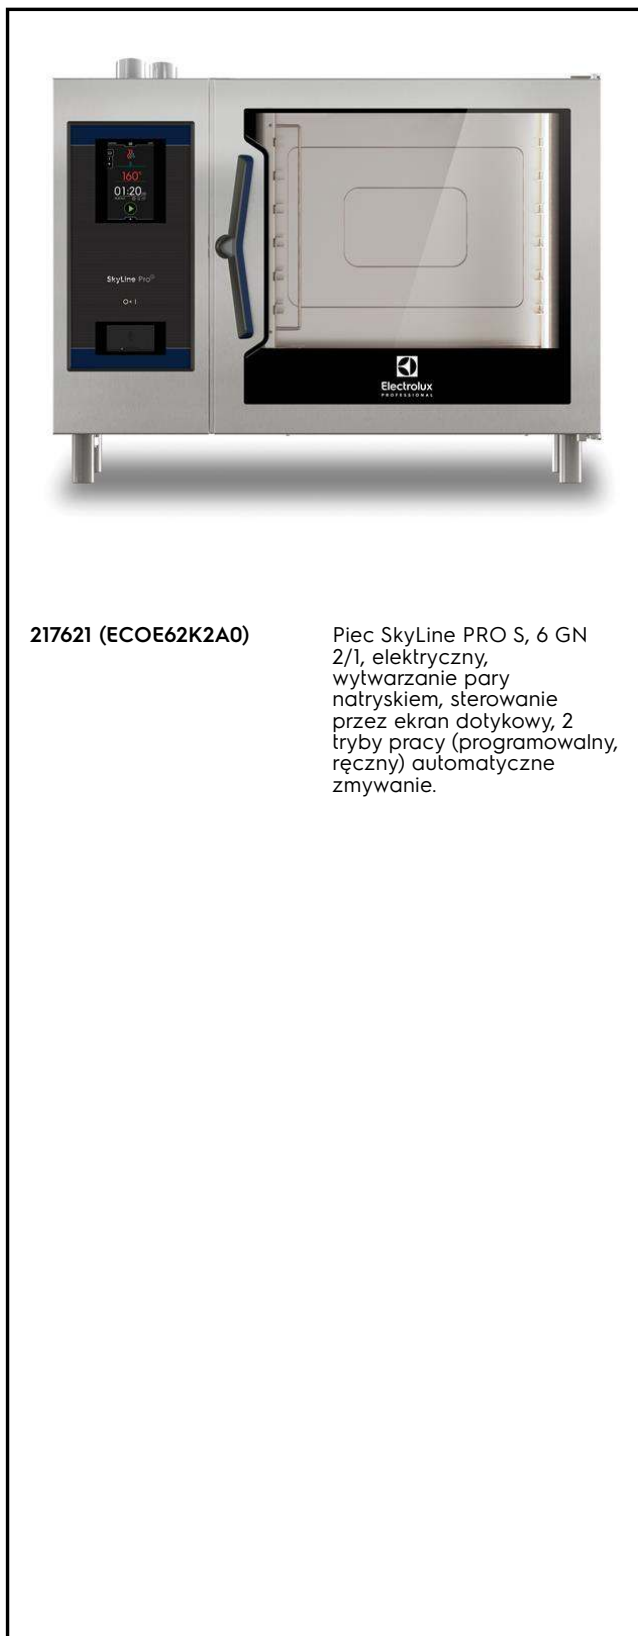 160°
01:20
SkyLine Pro
Electrolux
PROFESSIONAL
217621 (ECOE62K2A0)
Piec SkyLine PRO S, 6 GN
2/1, elektryczny,
wytwarzanie pary
natryskiem, sterowanie
przez ekran dotykowy, 2
tryby pracy (programowalny,
ręczny) automatyczne
zmywanie.